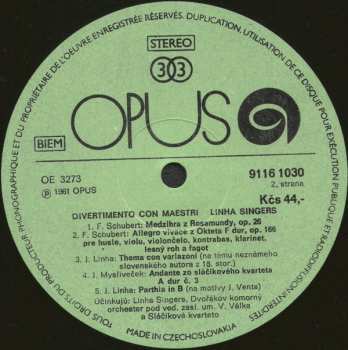 ET DU PROPRIETAIRE DE L'OEUVRE ENREGISTRÉE RÉSERVÉS. DUPLICATION, UTILISATION DE CE DISQUE POUR EXÉCUTION PUBLIQUE ET RADIODIFFUSION INTERDITES
STEREO
33
OPUS
BIEM
OE 3273
9116 1030
℗ 1981 OPUS
2. strana
Kčs 44,-
DIVERTIMENTO CON MAESTRI LINHA SINGERS
1. F. Schubert: Medzihra z Rosamundy, op. 26
2. F. Schubert: Allegro vivace z Okteta F dur, op. 166
pre husle, violu, violončelo, kontrabas, klarinet,
lesný roh a fagot
3. J. Linha: Thema con variazoni (na tému neznámeho
slovenského autora z 18. stor.)
4. J. Mysliveček: Andante zo sláčikového kvarteta
A dur č. 3
5. J. Linha: Parthia in B (na motívy J. Venta)
Účinkujú: Linha Singers, Dvořákův komorný
orchester pod ved. zasl. um. V. Válka
a Sláčikové kvarteto
TOUS DROITS DU PRODUCTEUR PHONOGRAPHIQUE
MADE IN CZECHOSLOVAKIA